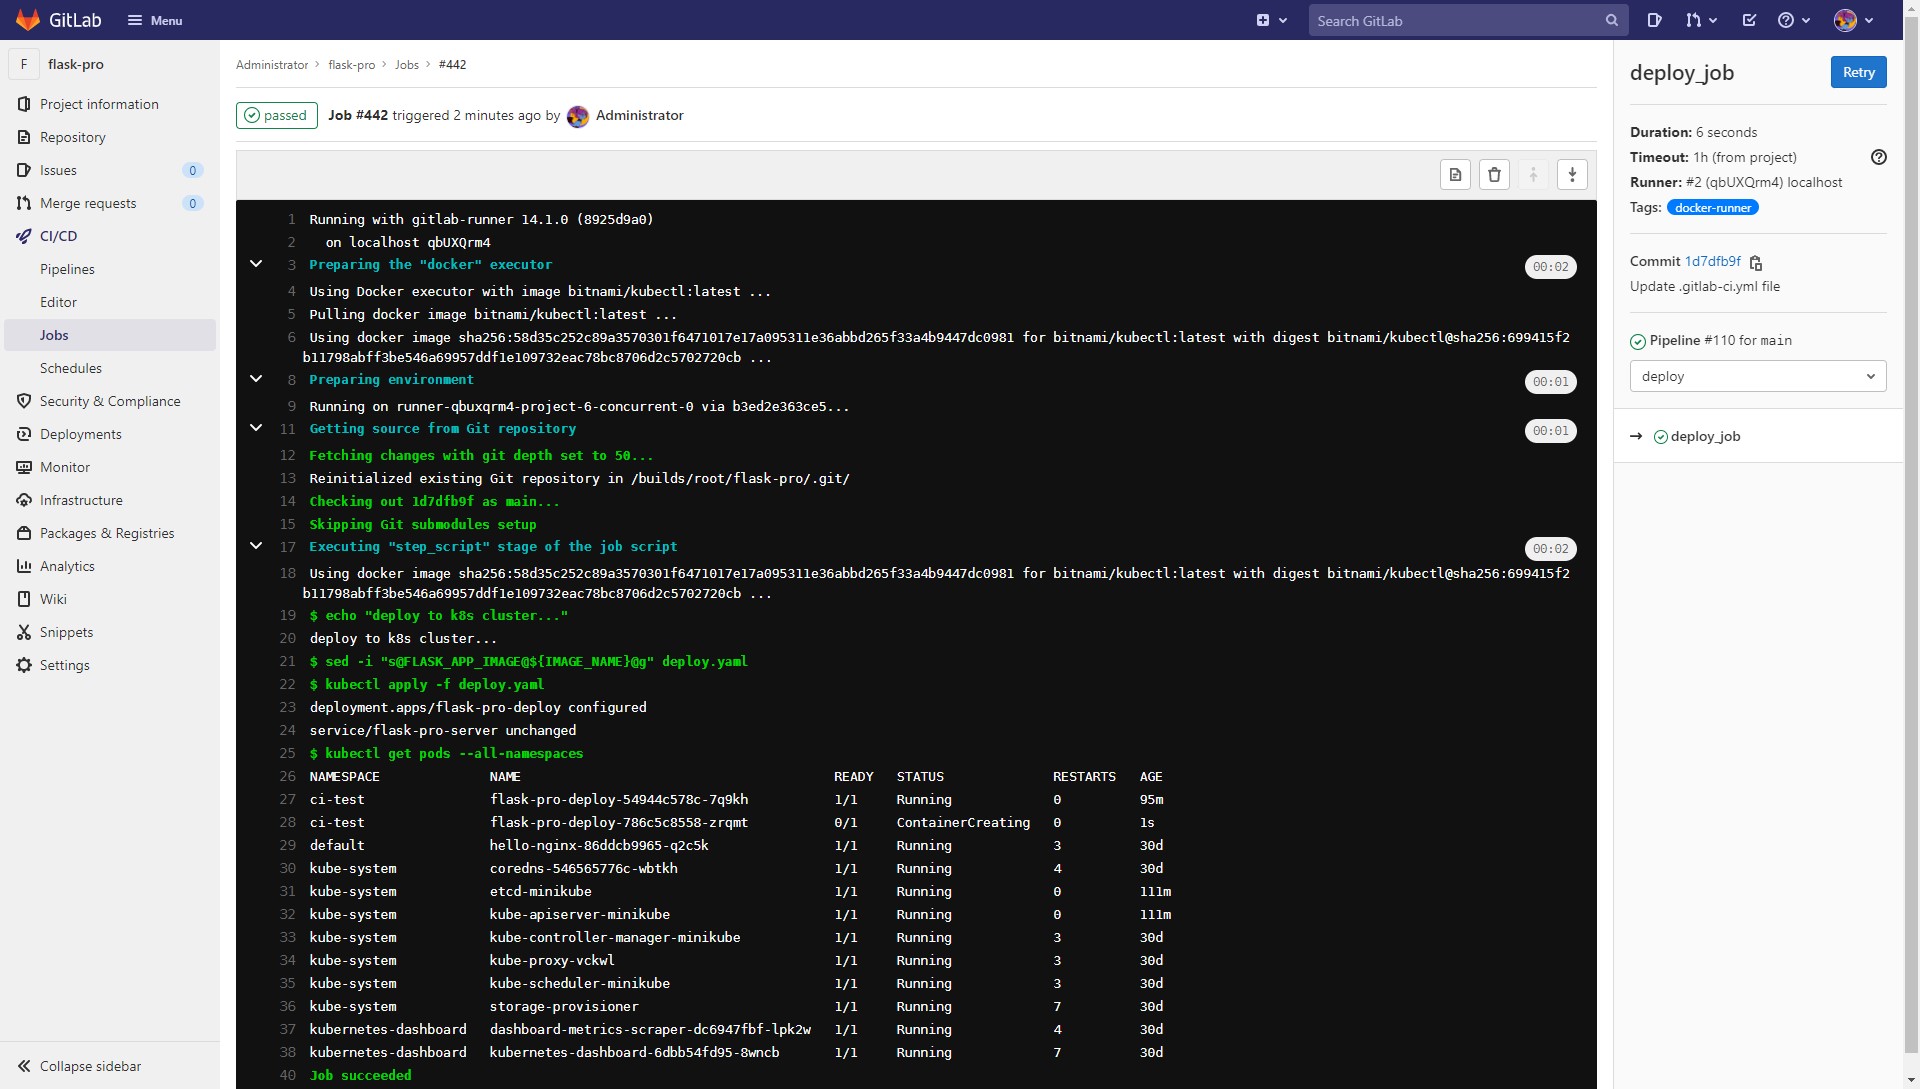 GitLab
Menu
Search GitLab
F flask-pro
Project information
Repository
Issues 0
Merge requests 0
CI/CD
Pipelines
Editor
Jobs
Schedules
Security & Compliance
Deployments
Monitor
Infrastructure
Packages & Registries
Analytics
Wiki
Snippets
Settings
Collapse sidebar
Administrator › flask-pro › Jobs › #442
passed Job #442 triggered 2 minutes ago by Administrator
1 Running with gitlab-runner 14.1.0 (8925d9a0)
2 on localhost qbUXQrm4
3 Preparing the "docker" executor 00:02
4 Using Docker executor with image bitnami/kubectl:latest ...
5 Pulling docker image bitnami/kubectl:latest ...
6 Using docker image sha256:58d35c252c89a3570301f6471017e17a095311e36abbd265f33a4b9447dc0981 for bitnami/kubectl:latest with digest bitnami/kubectl@sha256:699415f2
b11798abff3be546a69957ddf1e109732eac78bc8706d2c5702720cb ...
8 Preparing environment 00:01
9 Running on runner-qbuxqrm4-project-6-concurrent-0 via b3ed2e363ce5...
11 Getting source from Git repository 00:01
12 Fetching changes with git depth set to 50...
13 Reinitialized existing Git repository in /builds/root/flask-pro/.git/
14 Checking out 1d7dfb9f as main...
15 Skipping Git submodules setup
17 Executing "step_script" stage of the job script 00:02
18 Using docker image sha256:58d35c252c89a3570301f6471017e17a095311e36abbd265f33a4b9447dc0981 for bitnami/kubectl:latest with digest bitnami/kubectl@sha256:699415f2
b11798abff3be546a69957ddf1e109732eac78bc8706d2c5702720cb ...
19 $ echo "deploy to k8s cluster..."
20 deploy to k8s cluster...
21 $ sed -i "s@FLASK_APP_IMAGE@${IMAGE_NAME}@g" deploy.yaml
22 $ kubectl apply -f deploy.yaml
23 deployment.apps/flask-pro-deploy configured
24 service/flask-pro-server unchanged
25 $ kubectl get pods --all-namespaces
26 NAMESPACE NAME READY STATUS RESTARTS AGE
27 ci-test flask-pro-deploy-54944c578c-7q9kh 1/1 Running 0 95m
28 ci-test flask-pro-deploy-786c5c8558-zrqmt 0/1 ContainerCreating 0 1s
29 default hello-nginx-86ddcb9965-q2c5k 1/1 Running 3 30d
30 kube-system coredns-546565776c-wbtkh 1/1 Running 4 30d
31 kube-system etcd-minikube 1/1 Running 0 111m
32 kube-system kube-apiserver-minikube 1/1 Running 0 111m
33 kube-system kube-controller-manager-minikube 1/1 Running 3 30d
34 kube-system kube-proxy-vckwl 1/1 Running 3 30d
35 kube-system kube-scheduler-minikube 1/1 Running 3 30d
36 kube-system storage-provisioner 1/1 Running 7 30d
37 kubernetes-dashboard dashboard-metrics-scraper-dc6947fbf-lpk2w 1/1 Running 4 30d
38 kubernetes-dashboard kubernetes-dashboard-6dbb54fd95-8wncb 1/1 Running 7 30d
40 Job succeeded
deploy_job Retry
Duration: 6 seconds
Timeout: 1h (from project)
Runner: #2 (qbUXQrm4) localhost
Tags: docker-runner
Commit 1d7dfb9f
Update .gitlab-ci.yml file
Pipeline #110 for main
deploy
→ deploy_job